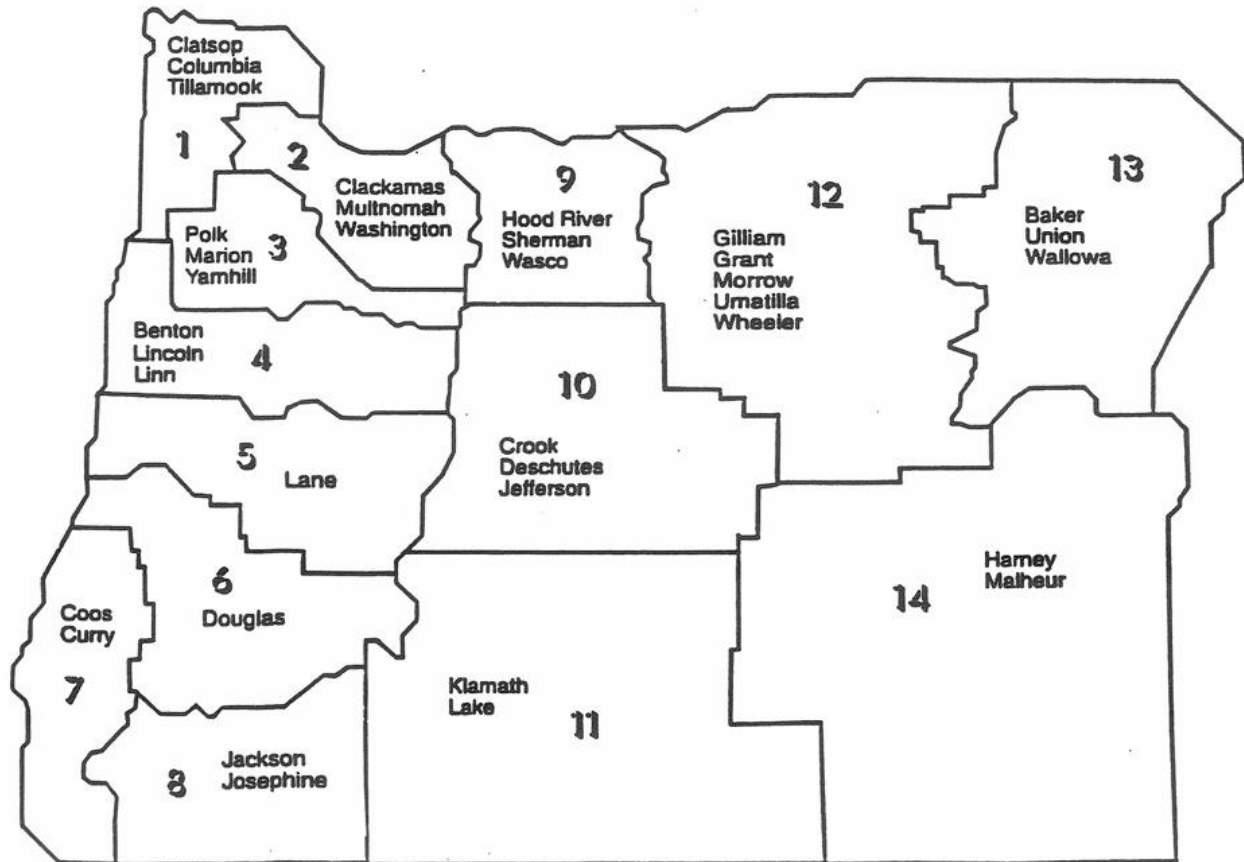 Clatsop
Columbia
Tillamook
1
2
Clackamas
Multnomah
Washington
Polk
Marion
Yamhill
3
Benton
Lincoln
Linn
4
5
Lane
6
Douglas
Coos
Curry
7
8
Jackson
Josephine
9
Hood River
Sherman
Wasco
10
Crook
Deschutes
Jefferson
Klamath
Lake
11
12
Gilliam
Grant
Morrow
Umatilla
Wheeler
13
Baker
Union
Wallowa
Harney
Malheur
14